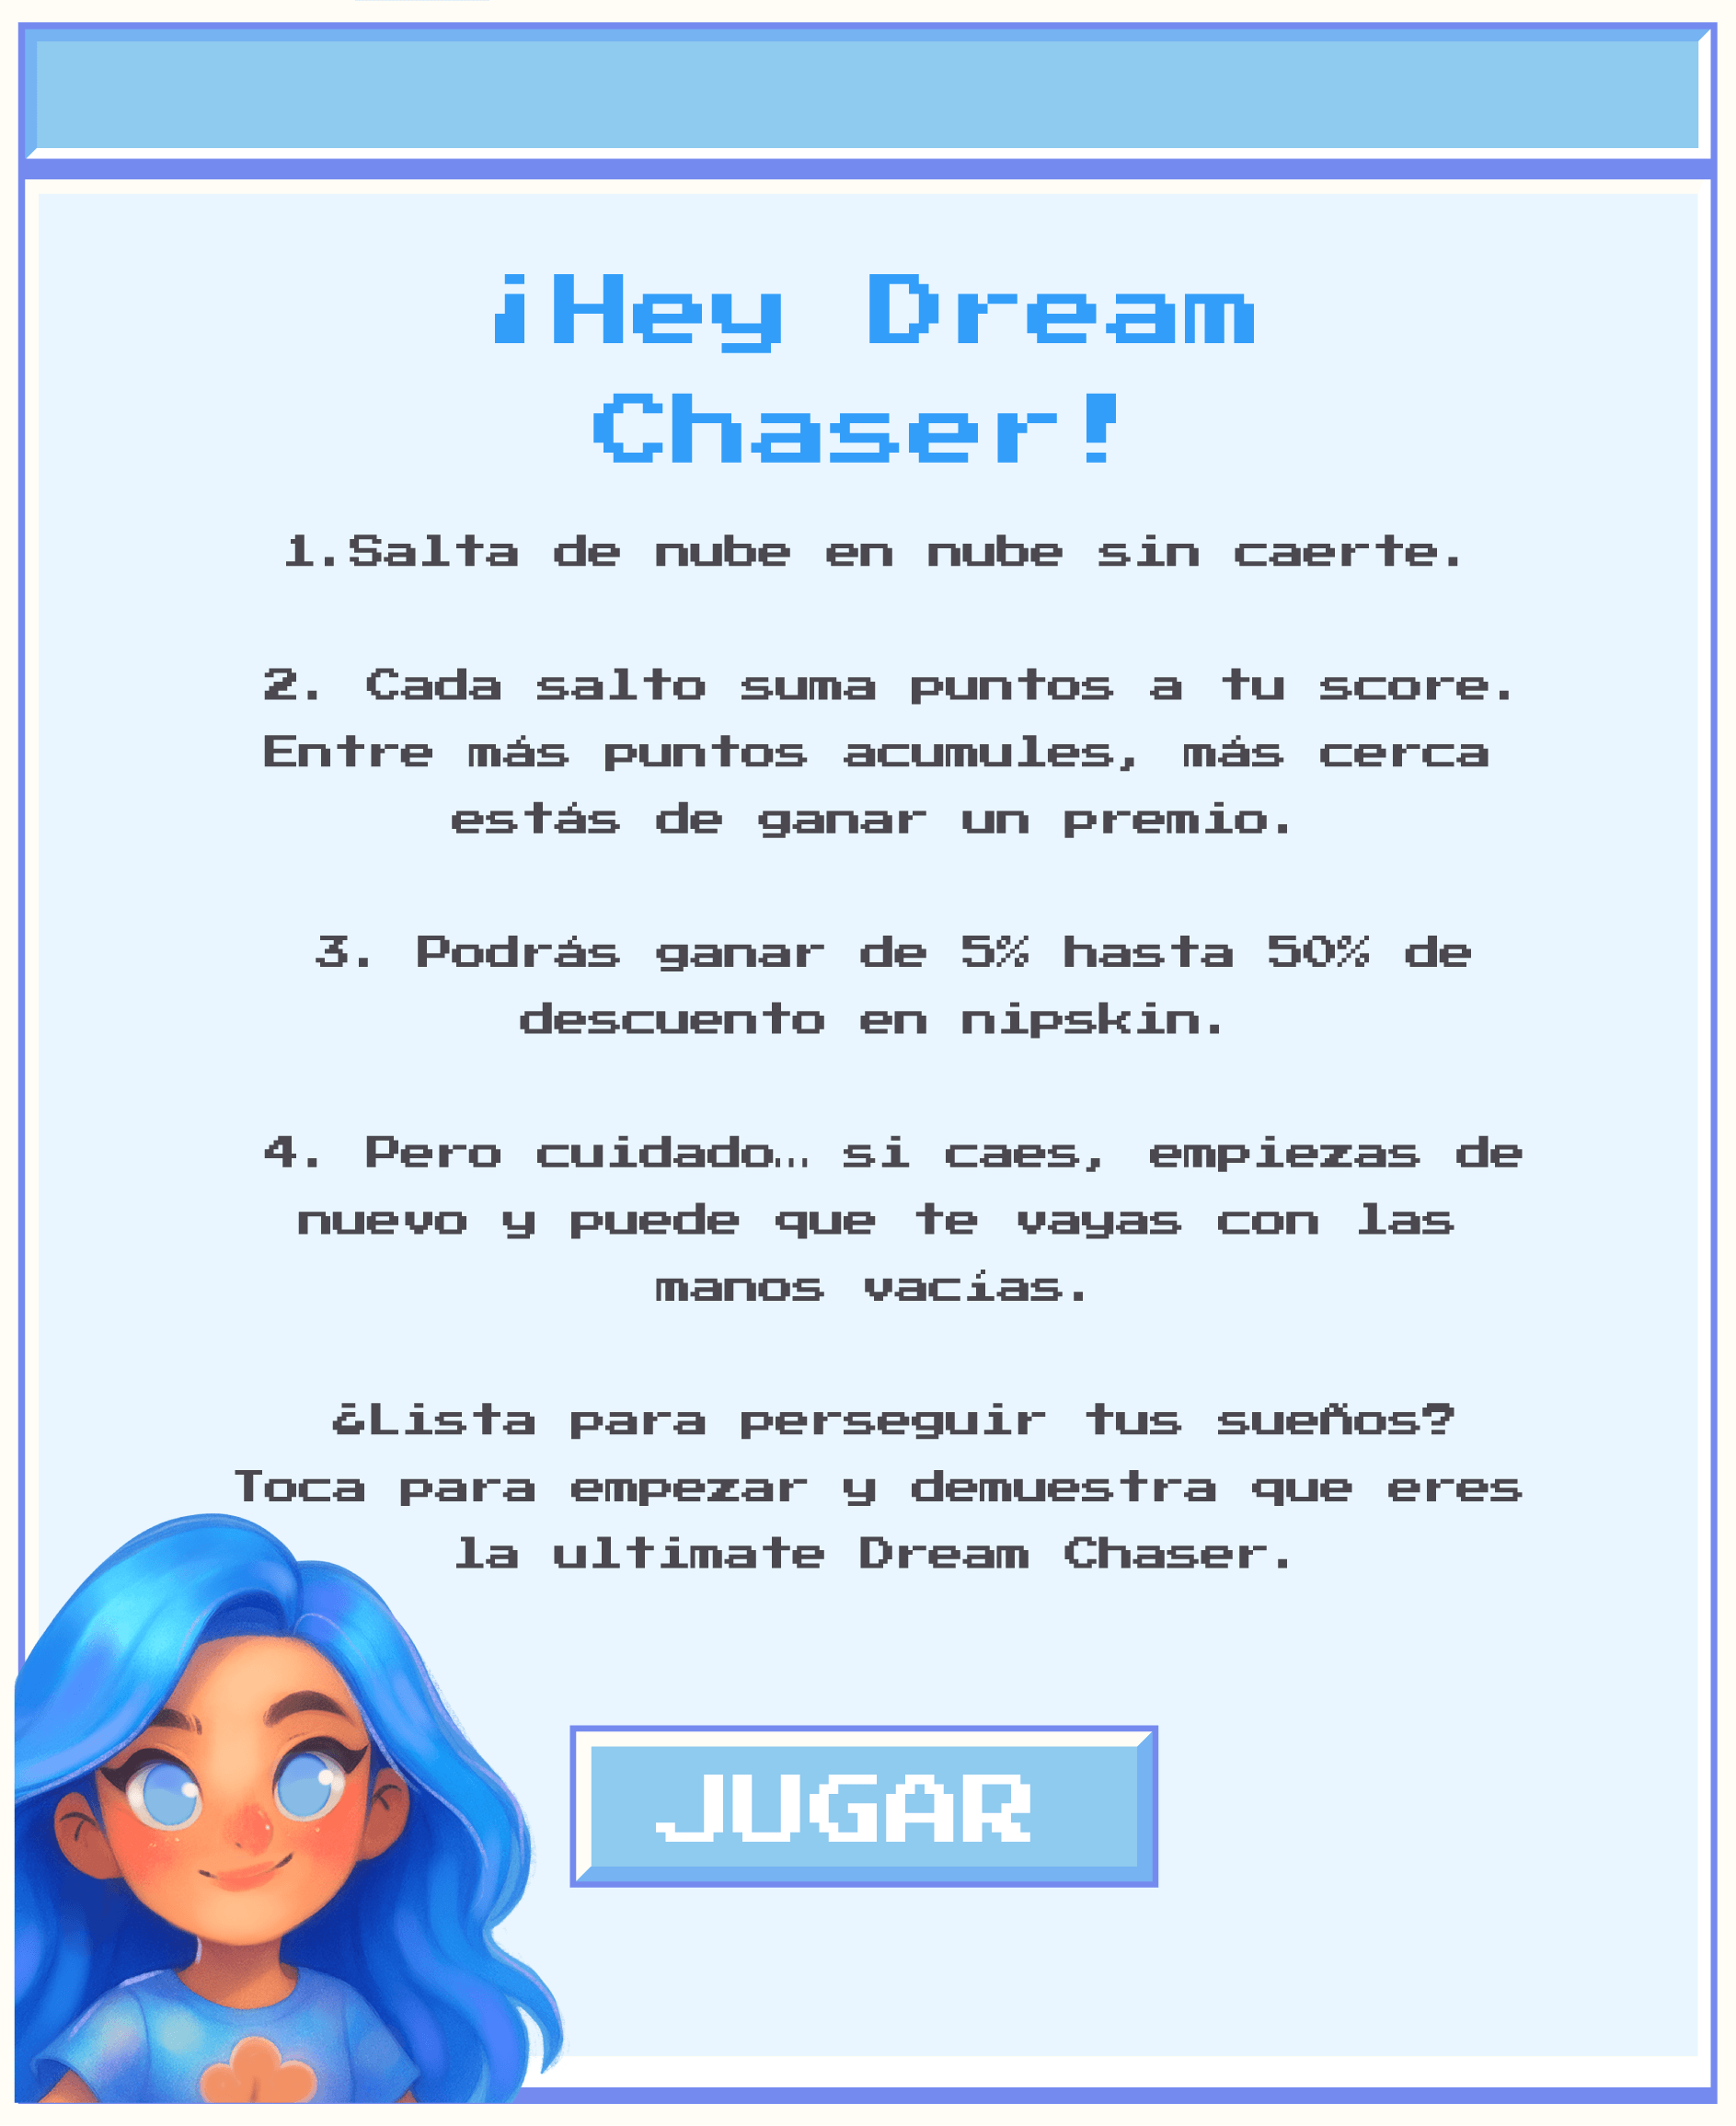 ¡Hey Dream
Chaser!
1.Salta de nube en nube sin caerte.
2. Cada salto suma puntos a tu score.
Entre más puntos acumules, más cerca
estás de ganar un premio.
3. Podrás ganar de 5% hasta 50% de
descuento en nipskin.
4. Pero cuidado… si caes, empiezas de
nuevo y puede que te vayas con las
manos vacías.
¿Lista para perseguir tus sueños?
Toca para empezar y demuestra que eres
la ultimate Dream Chaser.
JUGAR